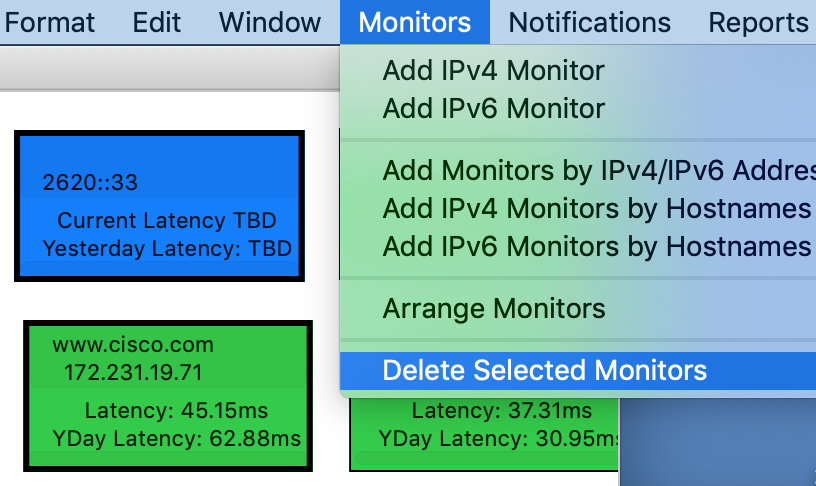 Format Edit Window Monitors Notifications Reports
Add IPv4 Monitor
Add IPv6 Monitor
Add Monitors by IPv4/IPv6 Addres
Add IPv4 Monitors by Hostnames
Add IPv6 Monitors by Hostnames
Arrange Monitors
Delete Selected Monitors
2620::33
Current Latency TBD
Yesterday Latency: TBD
www.cisco.com
172.231.19.71
Latency: 45.15ms
YDay Latency: 62.88ms
Latency: 37.31ms
YDay Latency: 30.95ms